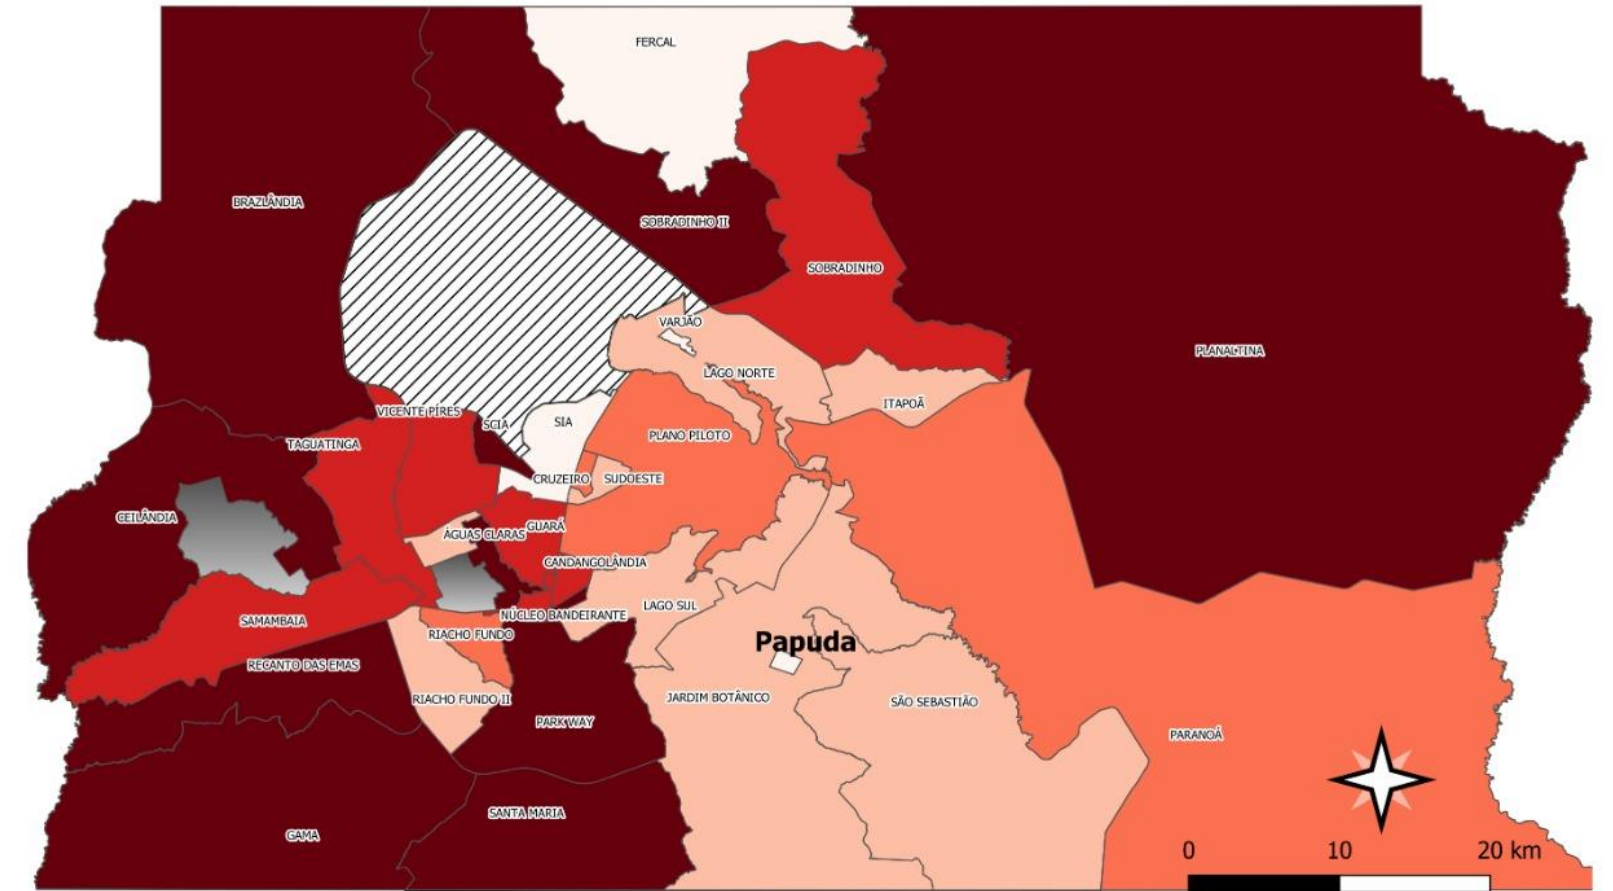 FERCAL
BRAZLÂNDIA
SOBRADINHO II
SOBRADINHO
VARJÃO
PLANALTINA
LAGO NORTE
ITAPOÃ
VICENTE PIRES
SCIA
SIA
PLANO PILOTO
TAGUATINGA
CRUZEIRO
SUDOESTE
CEILÂNDIA
ÁGUAS CLARAS
GUARÁ
CANDANGOLÂNDIA
LAGO SUL
SAMAMBAIA
NÚCLEO BANDEIRANTE
RIACHO FUNDO
Papuda
RECANTO DAS EMAS
RIACHO FUNDO II
JARDIM BOTÂNICO
SÃO SEBASTIÃO
PARK WAY
PARANOÁ
SANTA MARIA
GAMA
0 10 20 km